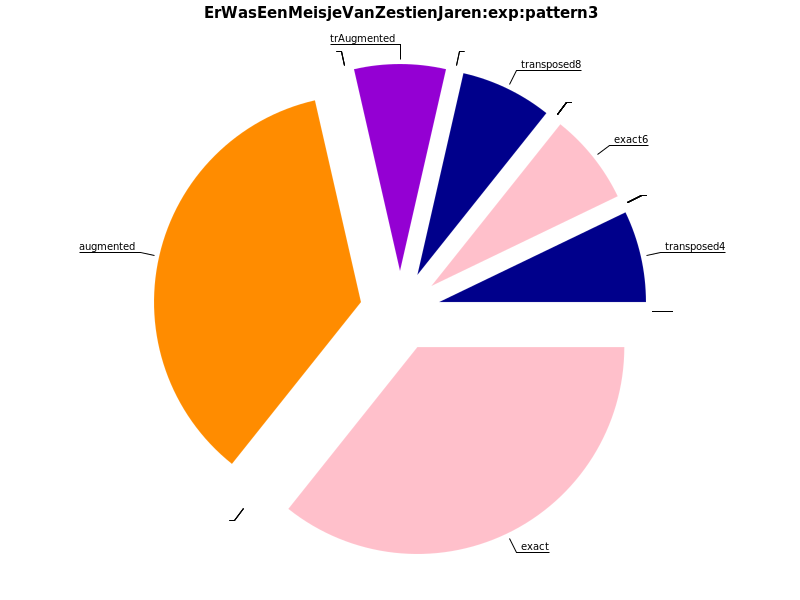 ErWasEenMeisjeVanZestienJaren:exp:pattern3
trAugmented
transposed8
exact6
transposed4
augmented
exact